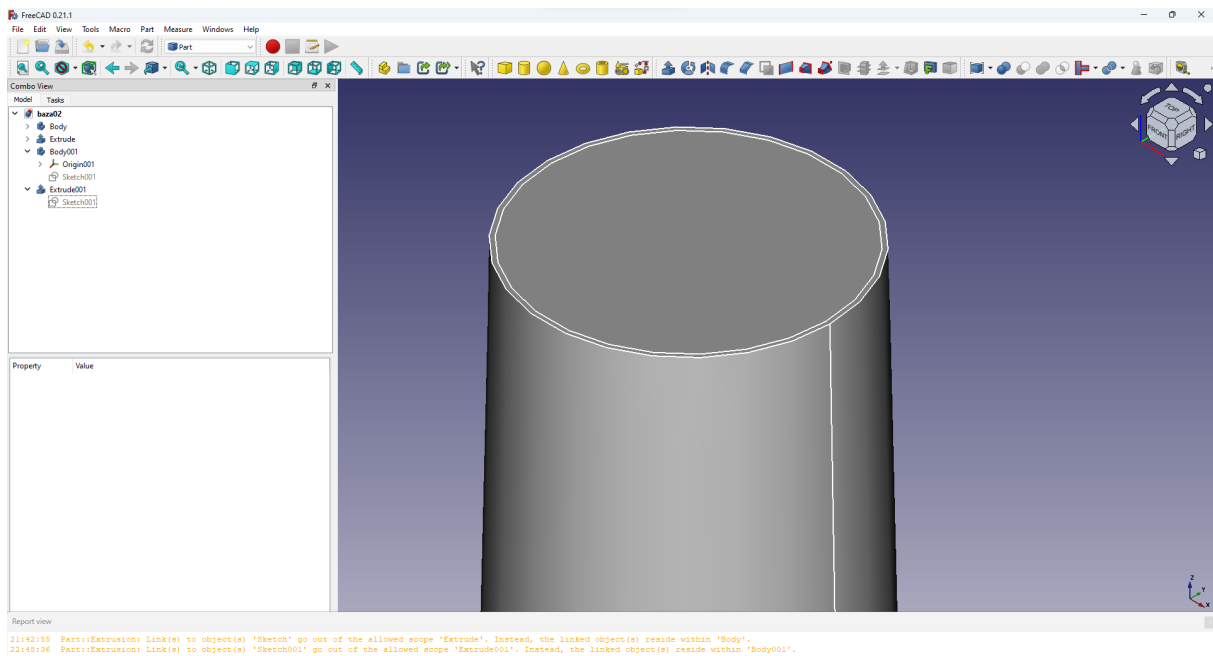 FreeCAD 0.21.1
File Edit View Tools Macro Part Measure Windows Help
Part
Combo View
Model Tasks
baza02
Body
Extrude
Body001
Origin001
Sketch001
Extrude001
Sketch001
Property Value
TOP
FRONT
RIGHT
Z
Y
X
Report view
21:42:55 Part::Extrusion: Link(s) to object(s) 'Sketch' go out of the allowed scope 'Extrude'. Instead, the linked object(s) reside within 'Body'.
22:48:36 Part::Extrusion: Link(s) to object(s) 'Sketch001' go out of the allowed scope 'Extrude001'. Instead, the linked object(s) reside within 'Body001'.